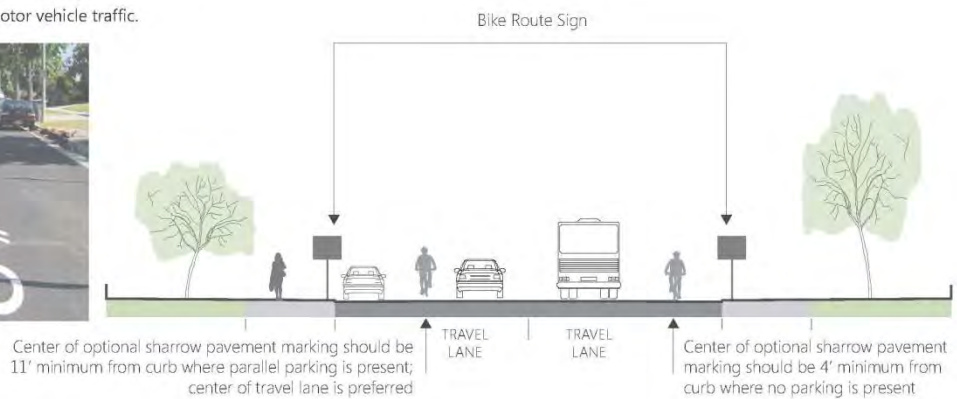 otor vehicle traffic.
Bike Route Sign
TRAVEL
LANE
TRAVEL
LANE
Center of optional sharrow pavement marking should be
11' minimum from curb where parallel parking is present;
center of travel lane is preferred
Center of optional sharrow pavement
marking should be 4' minimum from
curb where no parking is present